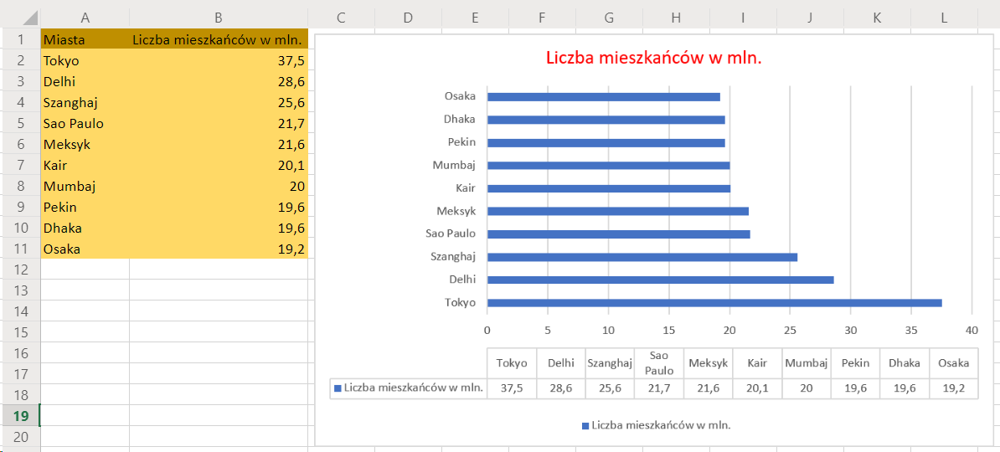 A B C D E F G H I J K L
1 Miasta Liczba mieszkańców w mln.
2 Tokyo 37,5
3 Delhi 28,6
4 Szanghaj 25,6
5 Sao Paulo 21,7
6 Meksyk 21,6
7 Kair 20,1
8 Mumbaj 20
9 Pekin 19,6
10 Dhaka 19,6
11 Osaka 19,2
12
13
14
15
16
17
18
19
20
Liczba mieszkańców w mln.
Osaka
Dhaka
Pekin
Mumbaj
Kair
Meksyk
Sao Paulo
Szanghaj
Delhi
Tokyo
0 5 10 15 20 25 30 35 40
Tokyo Delhi Szanghaj Sao Paulo Meksyk Kair Mumbaj Pekin Dhaka Osaka
Liczba mieszkańców w mln. 37,5 28,6 25,6 21,7 21,6 20,1 20 19,6 19,6 19,2
Liczba mieszkańców w mln.